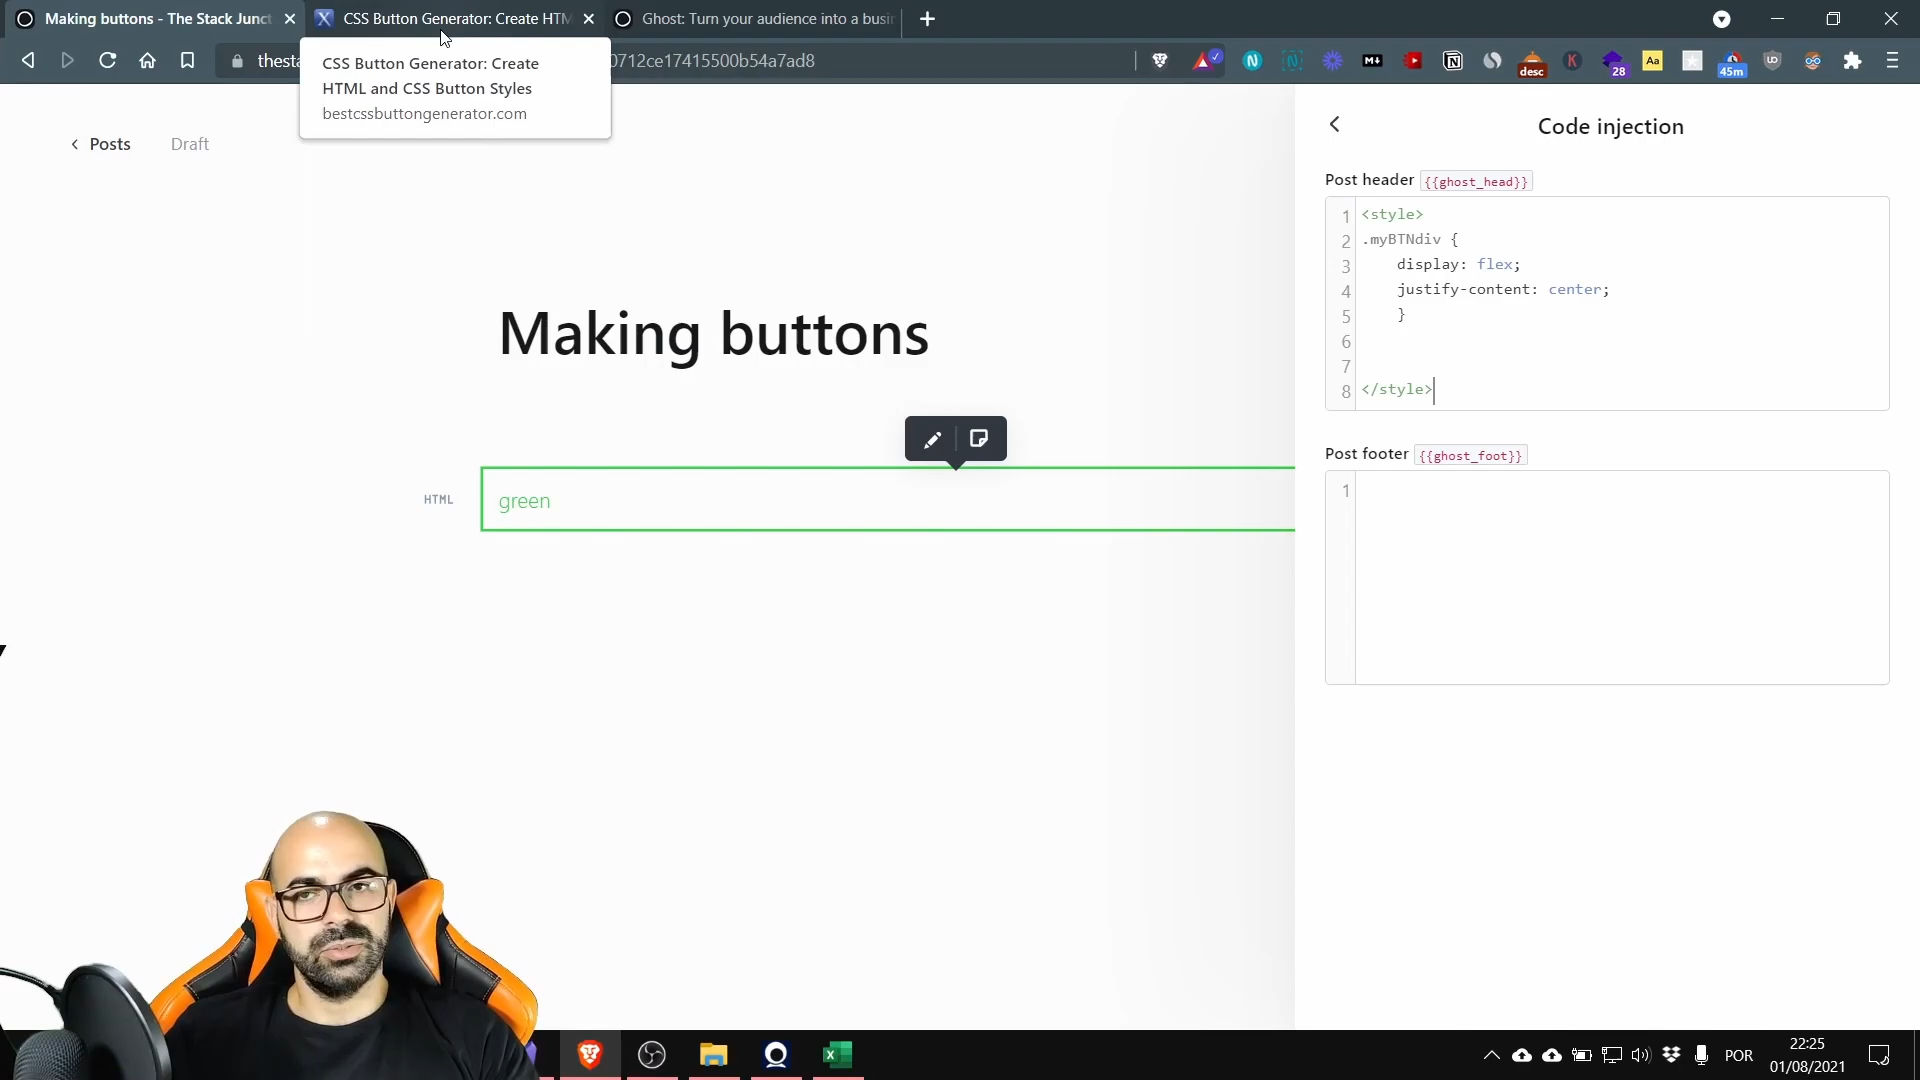 Making buttons - The Stack Junct
CSS Button Generator: Create HTM
Ghost: Turn your audience into a busin
thesta
0712ce17415500b54a7ad8
desc
28
Aa
45m
CSS Button Generator: Create
HTML and CSS Button Styles
bestcssbuttongenerator.com
Posts
Draft
Code injection
Post header {{ghost_head}}
1 <style>
2 .myBTNdiv {
3 display: flex;
4 justify-content: center;
5 }
6
7
8 </style>
Making buttons
HTML
green
Post footer {{ghost_foot}}
1
POR
22:25
01/08/2021